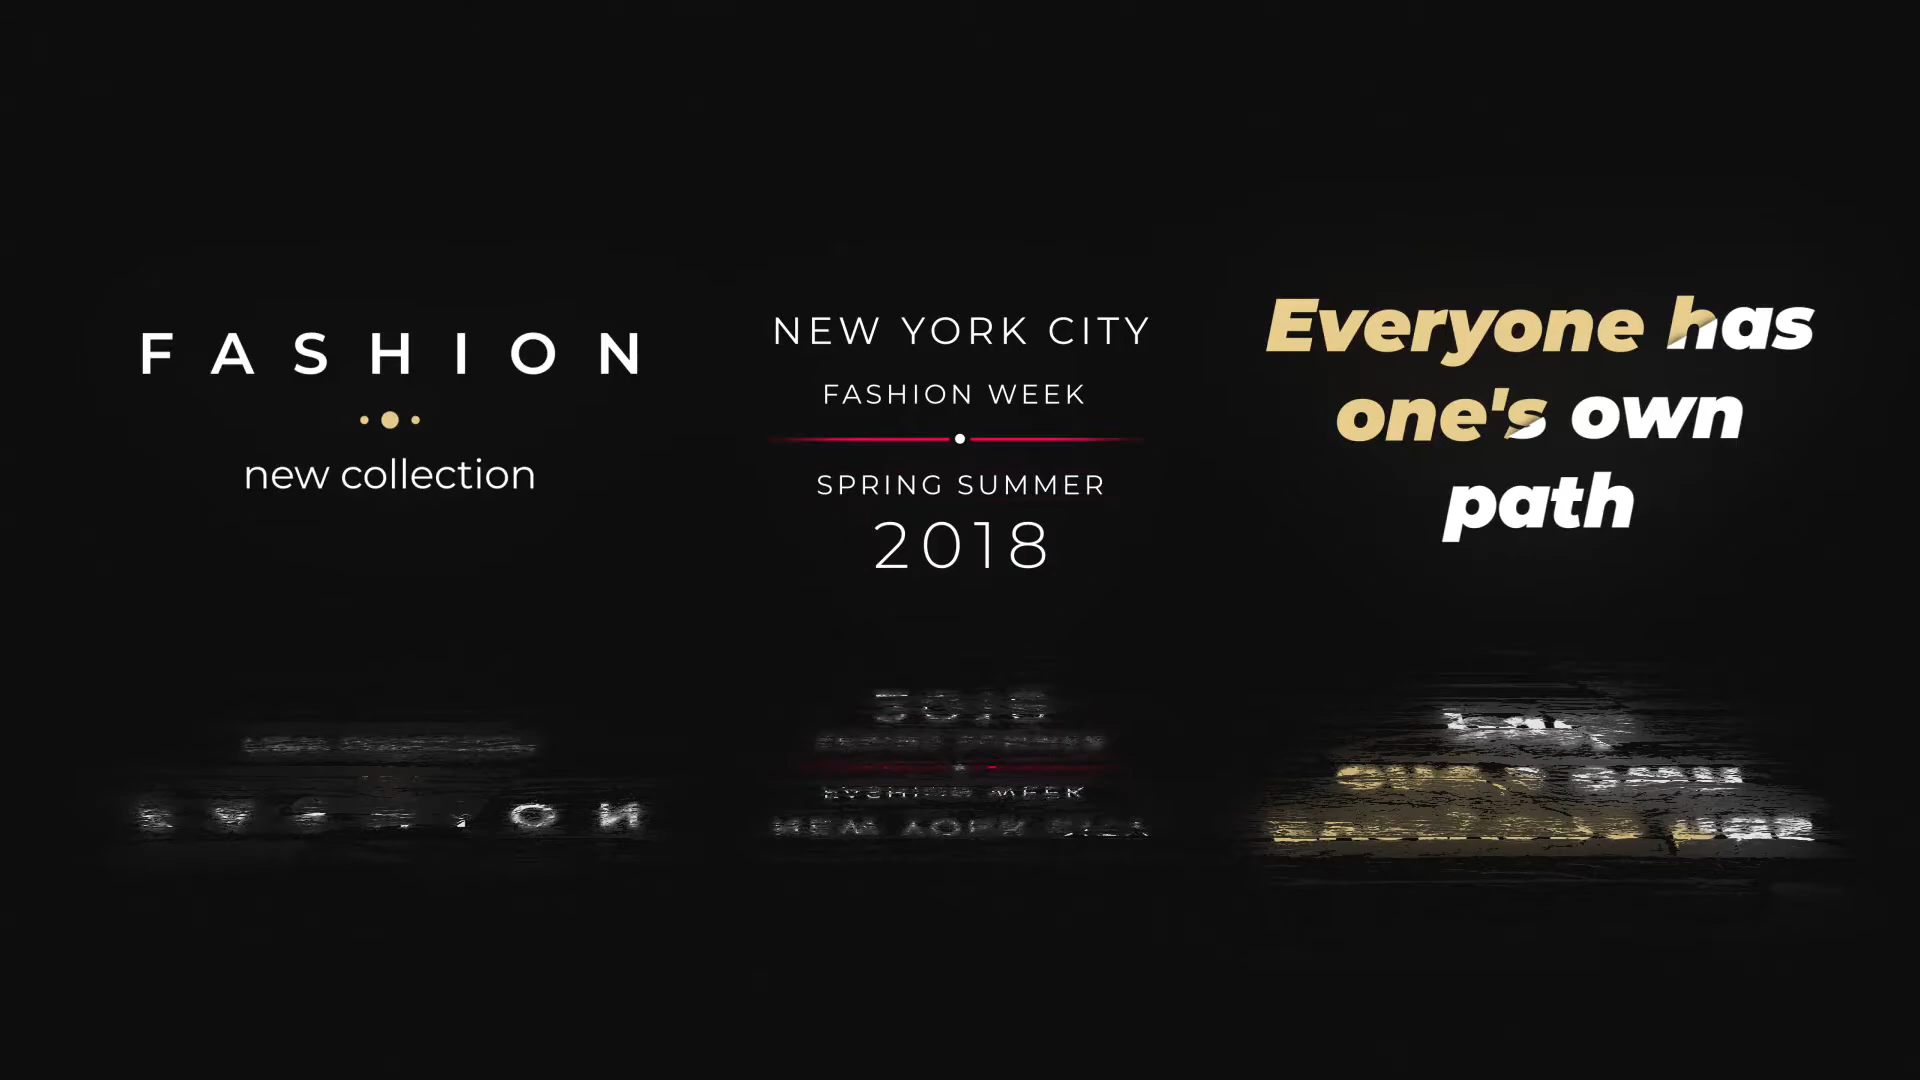 FASHION
new collection
NEW YORK CITY
FASHION WEEK
SPRING SUMMER
2018
Everyone has
one's own
path